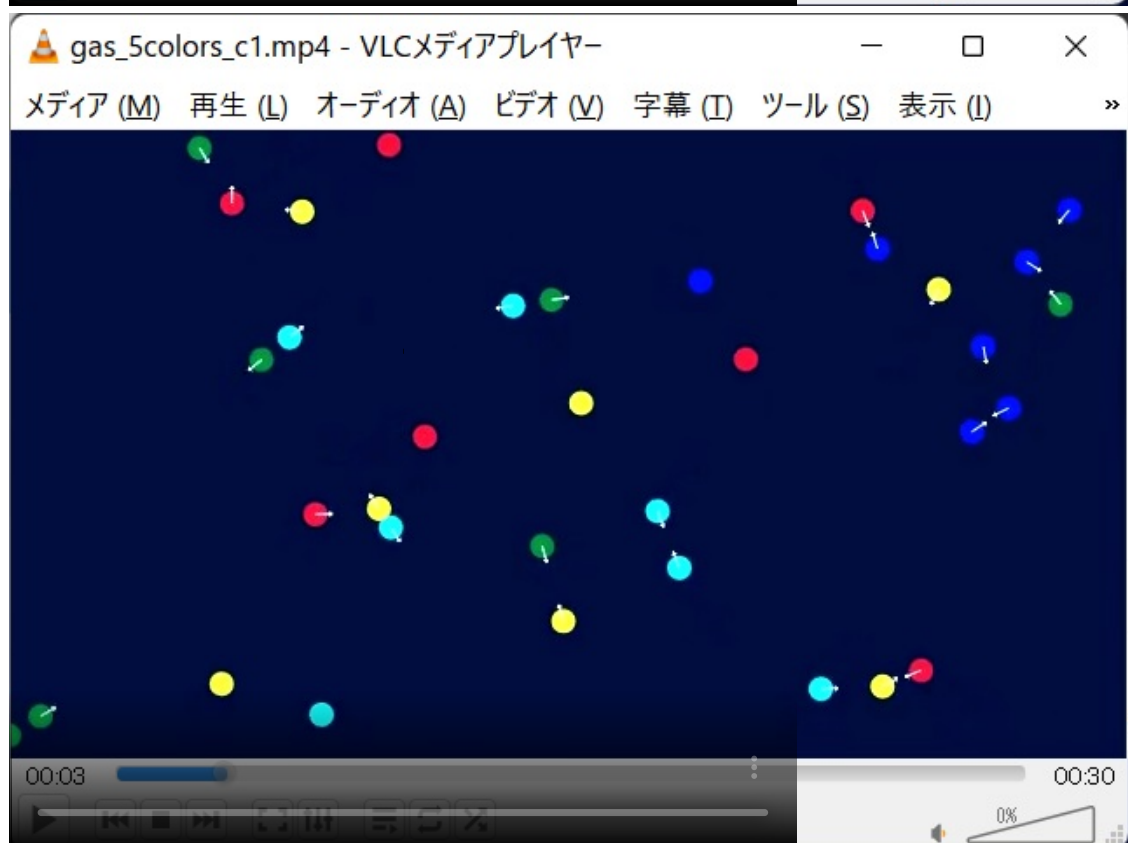 gas_5colors_c1.mp4 - VLCメディアプレイヤー
メディア (M) 再生 (L) オーディオ (A) ビデオ (V) 字幕 (T) ツール (S) 表示 (I) »
00:03 00:30
0%